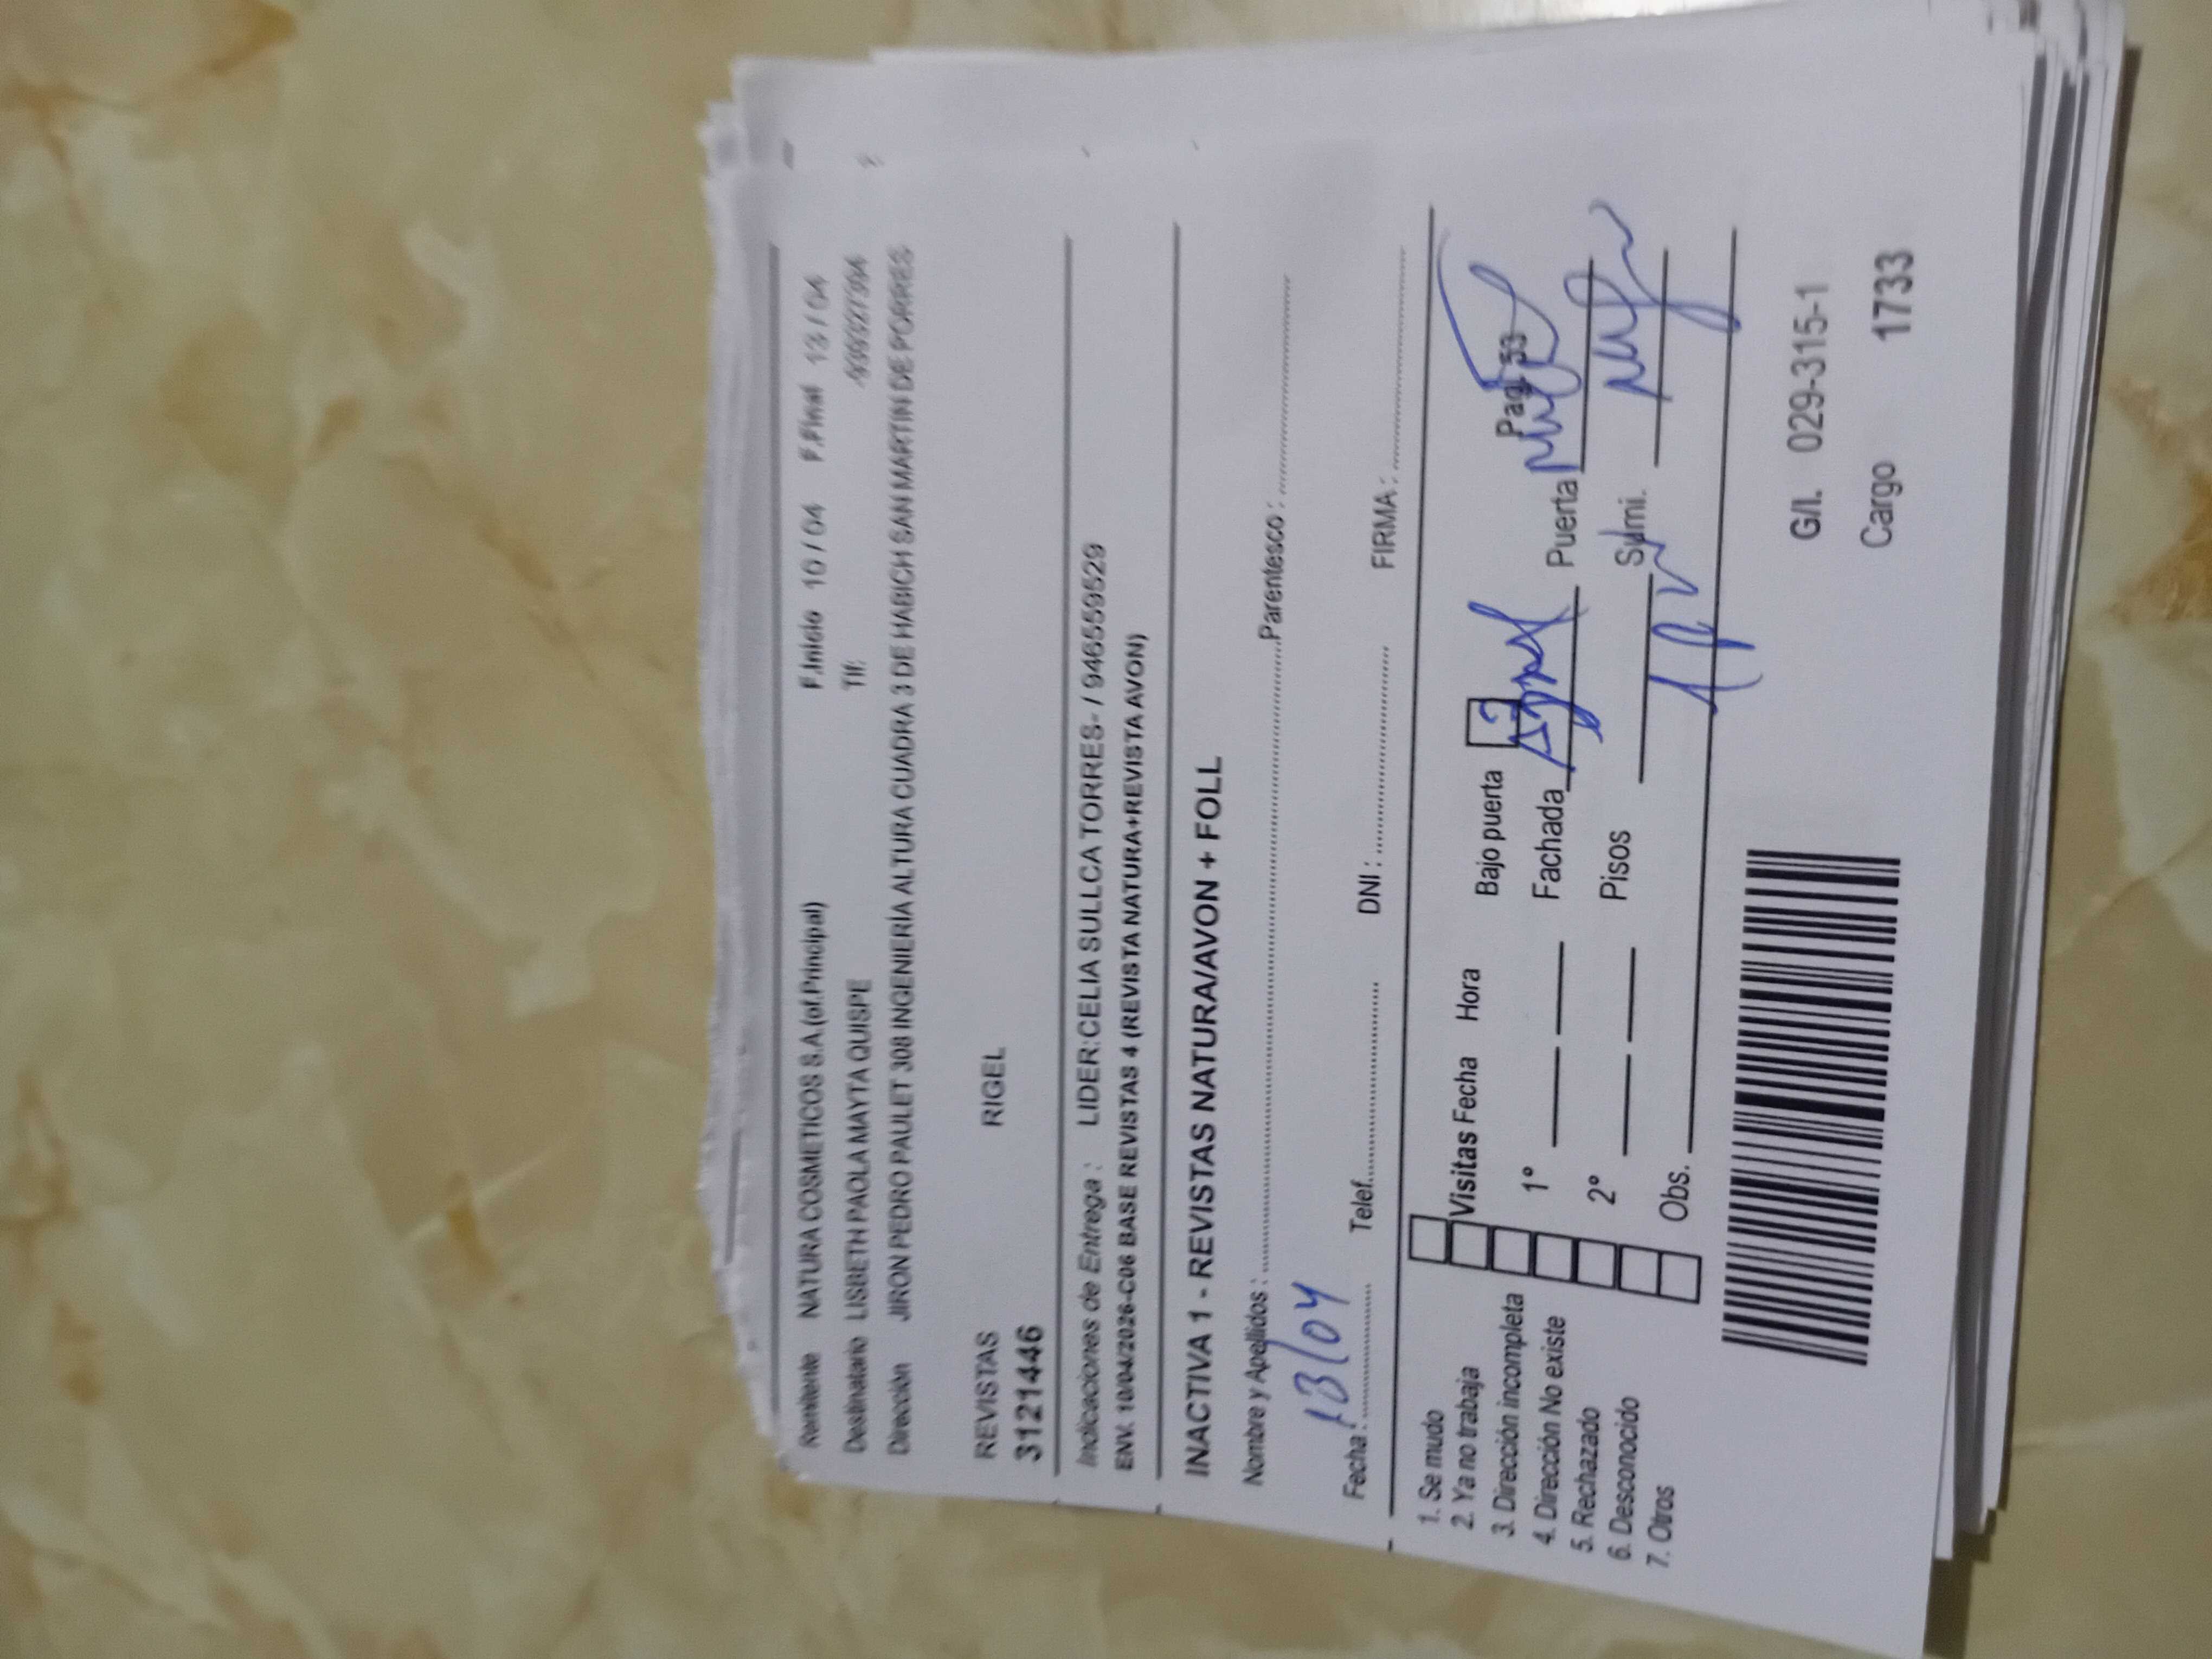 Remitente NATURA COSMETICOS S.A.(of.Principal) F.Inicio 10 / 04 F.Final 13 / 04
Destinatario LISBETH PAOLA MAYTA QUISPE Tlf:
Dirección JIRON PEDRO PAULET 308 INGENIERÍA ALTURA CUADRA 3 DE HABICH SAN MARTIN DE PORRES
REVISTAS RIGEL
3121446
Indicaciones de Entrega : LIDER:CELIA SULLCA TORRES- / 946559529
ENV. 10/04/2026-C06 BASE REVISTAS 4 (REVISTA NATURA+REVISTA AVON)
INACTIVA 1 - REVISTAS NATURA/AVON + FOLL
Nombre y Apellidos : Parentesco :
Fecha : 13/04 Telef. DNI : FIRMA :
1. Se mudo
2. Ya no trabaja
3. Dirección incompleta
4. Dirección No existe
5. Rechazado
6. Desconocido
7. Otros
Visitas Fecha Hora
1°
2°
Obs.
Bajo puerta Paq 53
Fachada Puerta
Pisos Sumi.
G/I. 029-315-1
Cargo 1733